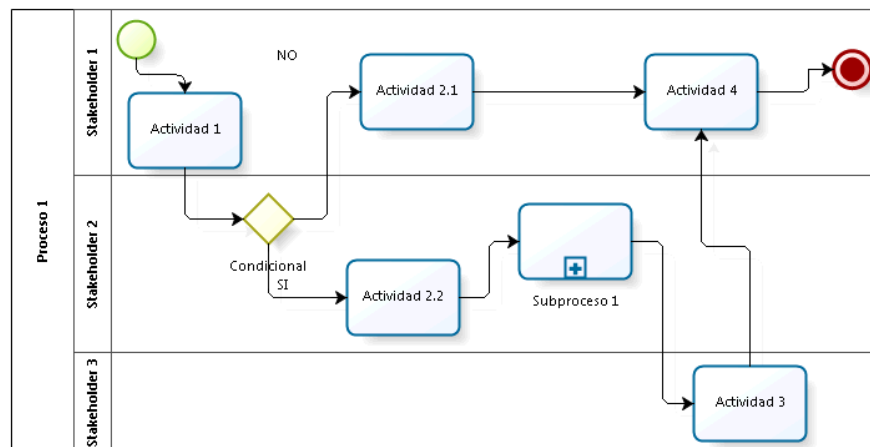 Proceso 1
Stakeholder 1
NO
Actividad 1
Actividad 2.1
Actividad 4
Stakeholder 2
Condicional
SI
Actividad 2.2
Subproceso 1
Stakeholder 3
Actividad 3